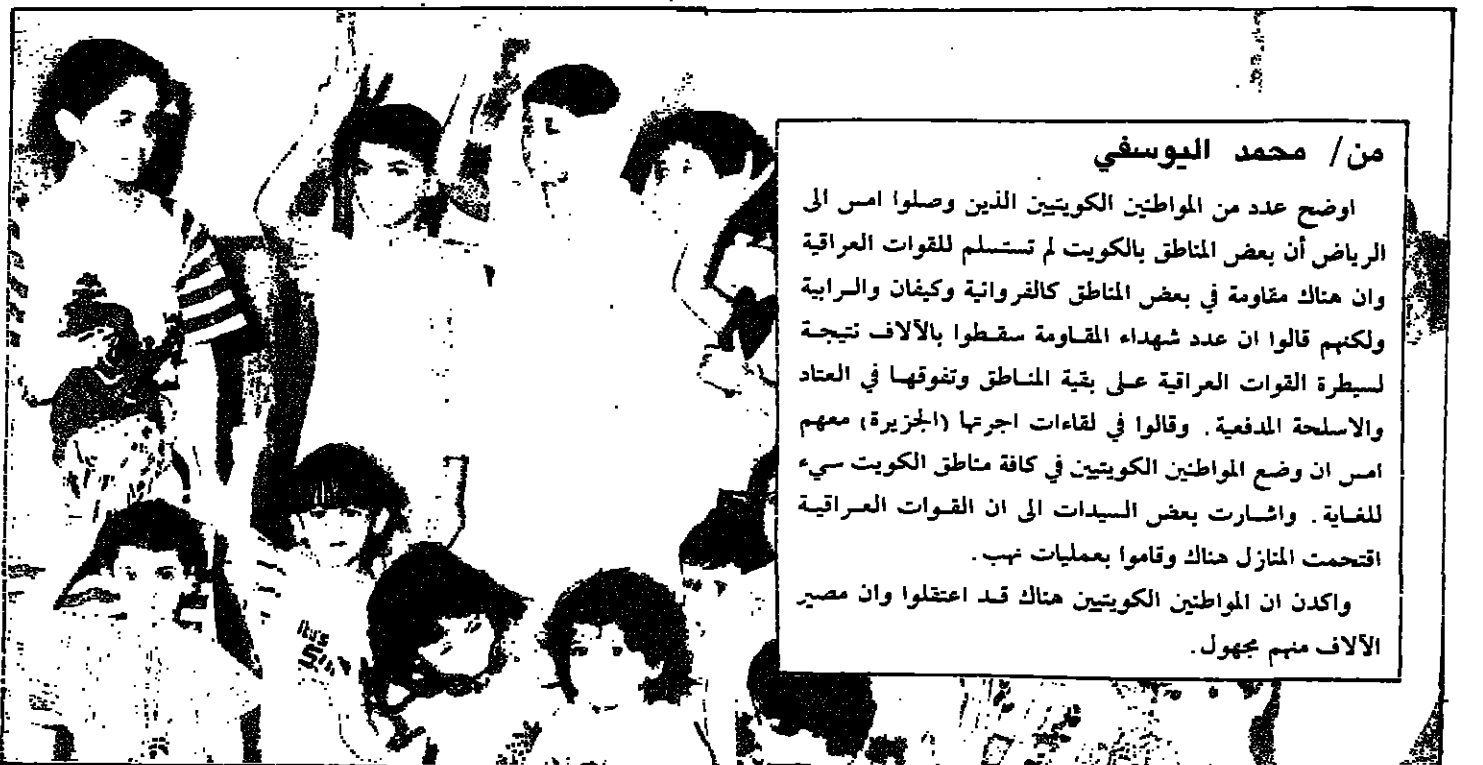 من/ محمد اليوسفي
اوضح عدد من المواطنين الكويتيين الذين وصلوا امس الى
الرياض أن بعض المناطق بالكويت لم تستسلم للقوات العراقية
وان هناك مقاومة في بعض المناطق كالفروانية وكيفان والرابية
ولكنهم قالوا ان عدد شهداء المقاومة سقطوا بالآلاف نتيجة
لسيطرة القوات العراقية على بقية المناطق وتفوقها في العتاد
والاسلحة المدفعية. وقالوا في لقاءات اجرتها (الجزيرة) معهم
امس ان وضع المواطنين الكويتيين في كافة مناطق الكويت سيء
للغاية. واشارت بعض السيدات الى ان القوات العراقية
اقتحمت المنازل هناك وقاموا بعمليات نهب.
واكدن ان المواطنين الكويتيين هناك قد اعتقلوا وان مصير
الآلاف منهم مجهول.